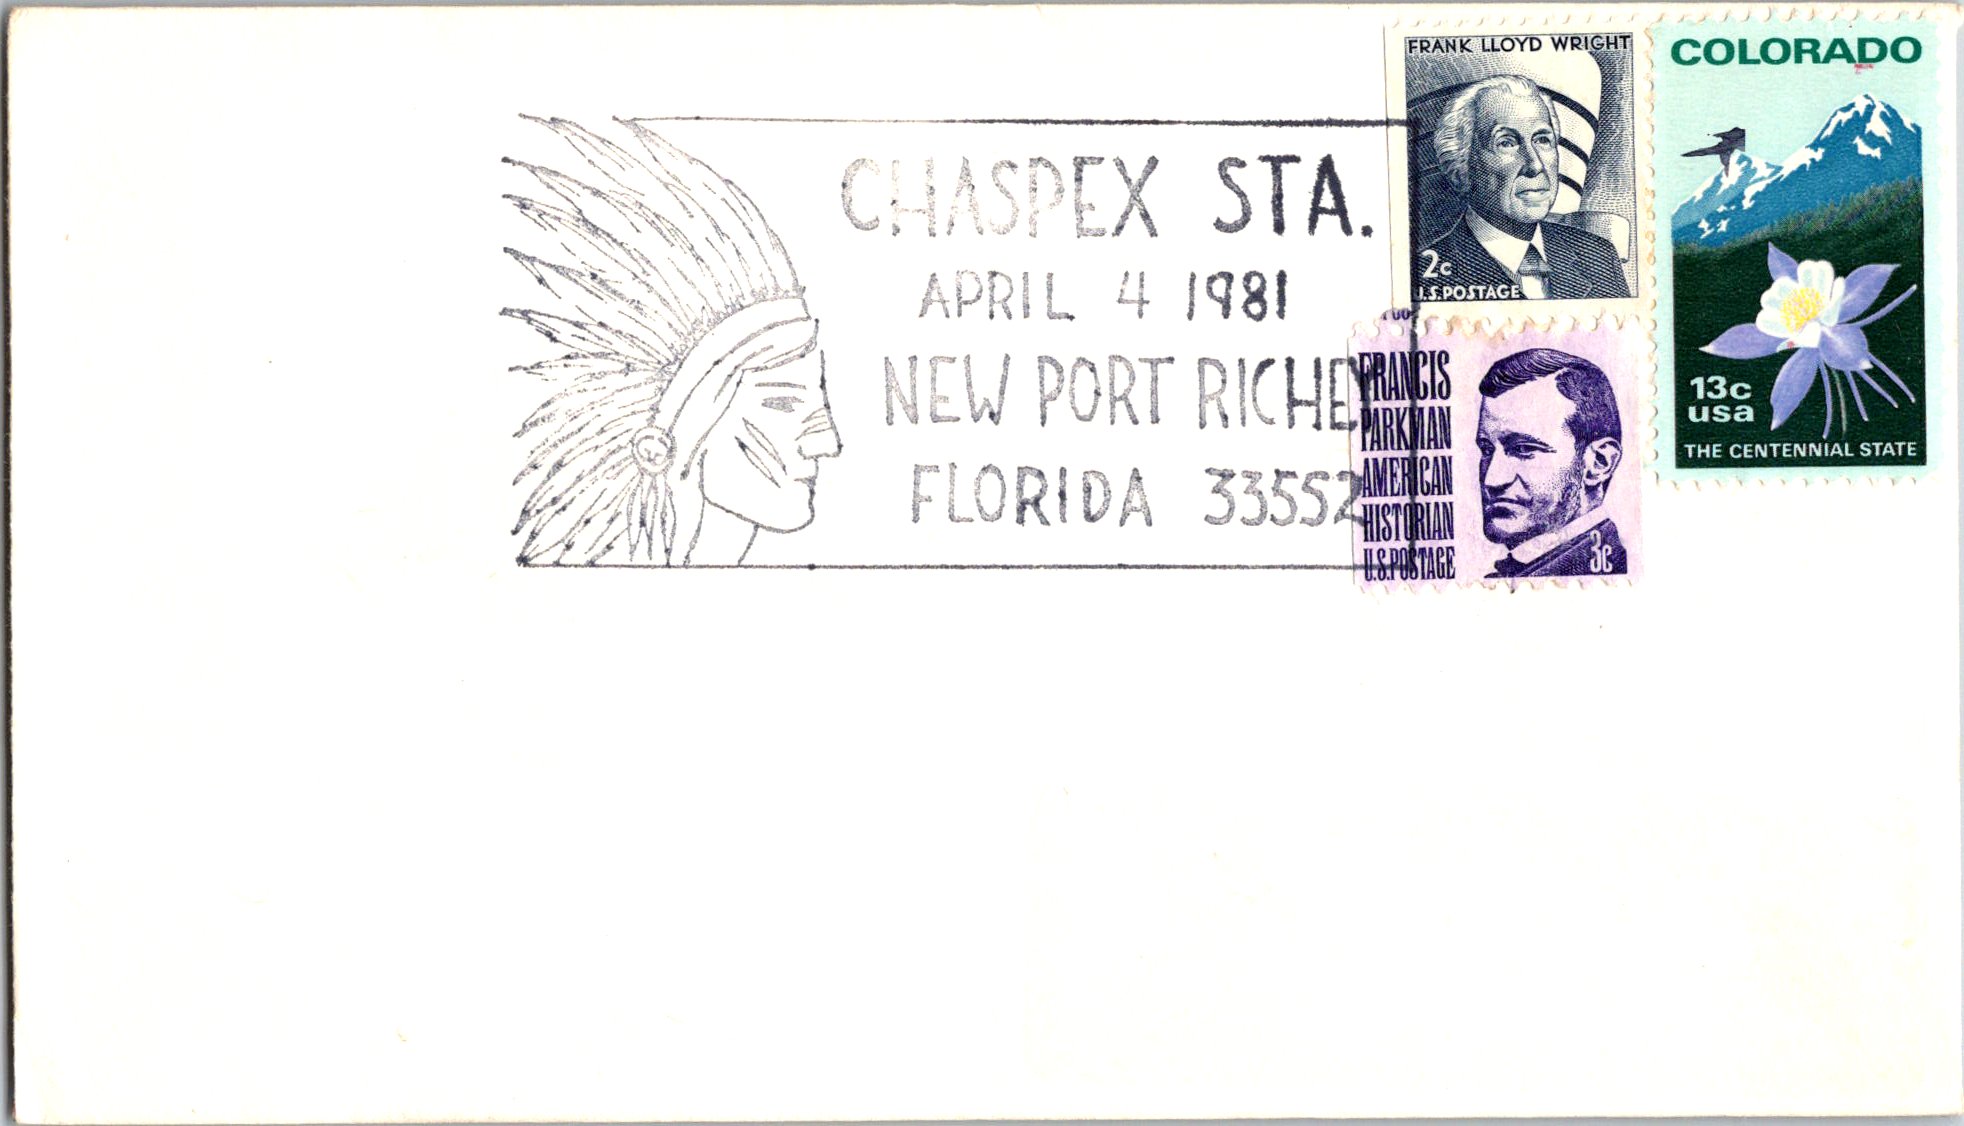 CHASPEX STA.
APRIL 4 1981
NEW PORT RICHEY
FLORIDA 33552
FRANK LLOYD WRIGHT
2c
U.S. POSTAGE
COLORADO
13c
usa
THE CENTENNIAL STATE
FRANCIS
PARKMAN
AMERICAN
HISTORIAN
U.S. POSTAGE
3c